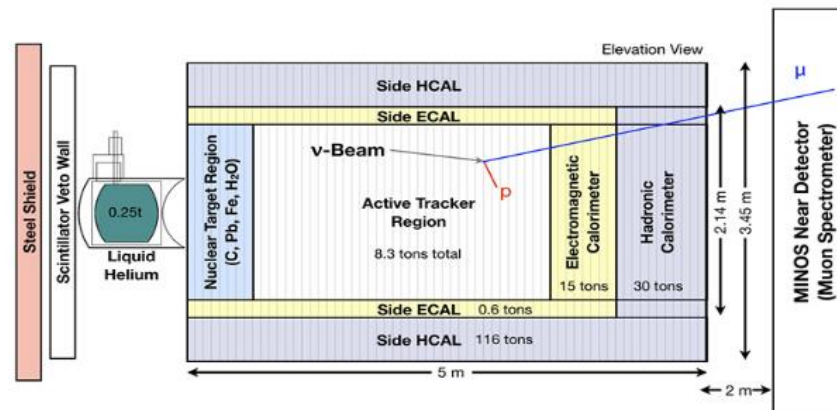 Elevation View
Steel Shield
Scintillator Veto Wall
0.25t
Liquid
Helium
Side HCAL
Side ECAL
Nuclear Target Region
(C, Pb, Fe, H₂O)
ν-Beam
p
μ
Active Tracker
Region
8.3 tons total
Electromagnetic
Calorimeter
15 tons
Hadronic
Calorimeter
30 tons
Side ECAL 0.6 tons
Side HCAL 116 tons
2.14 m
3.45 m
5 m
2 m
MINOS Near Detector
(Muon Spectrometer)